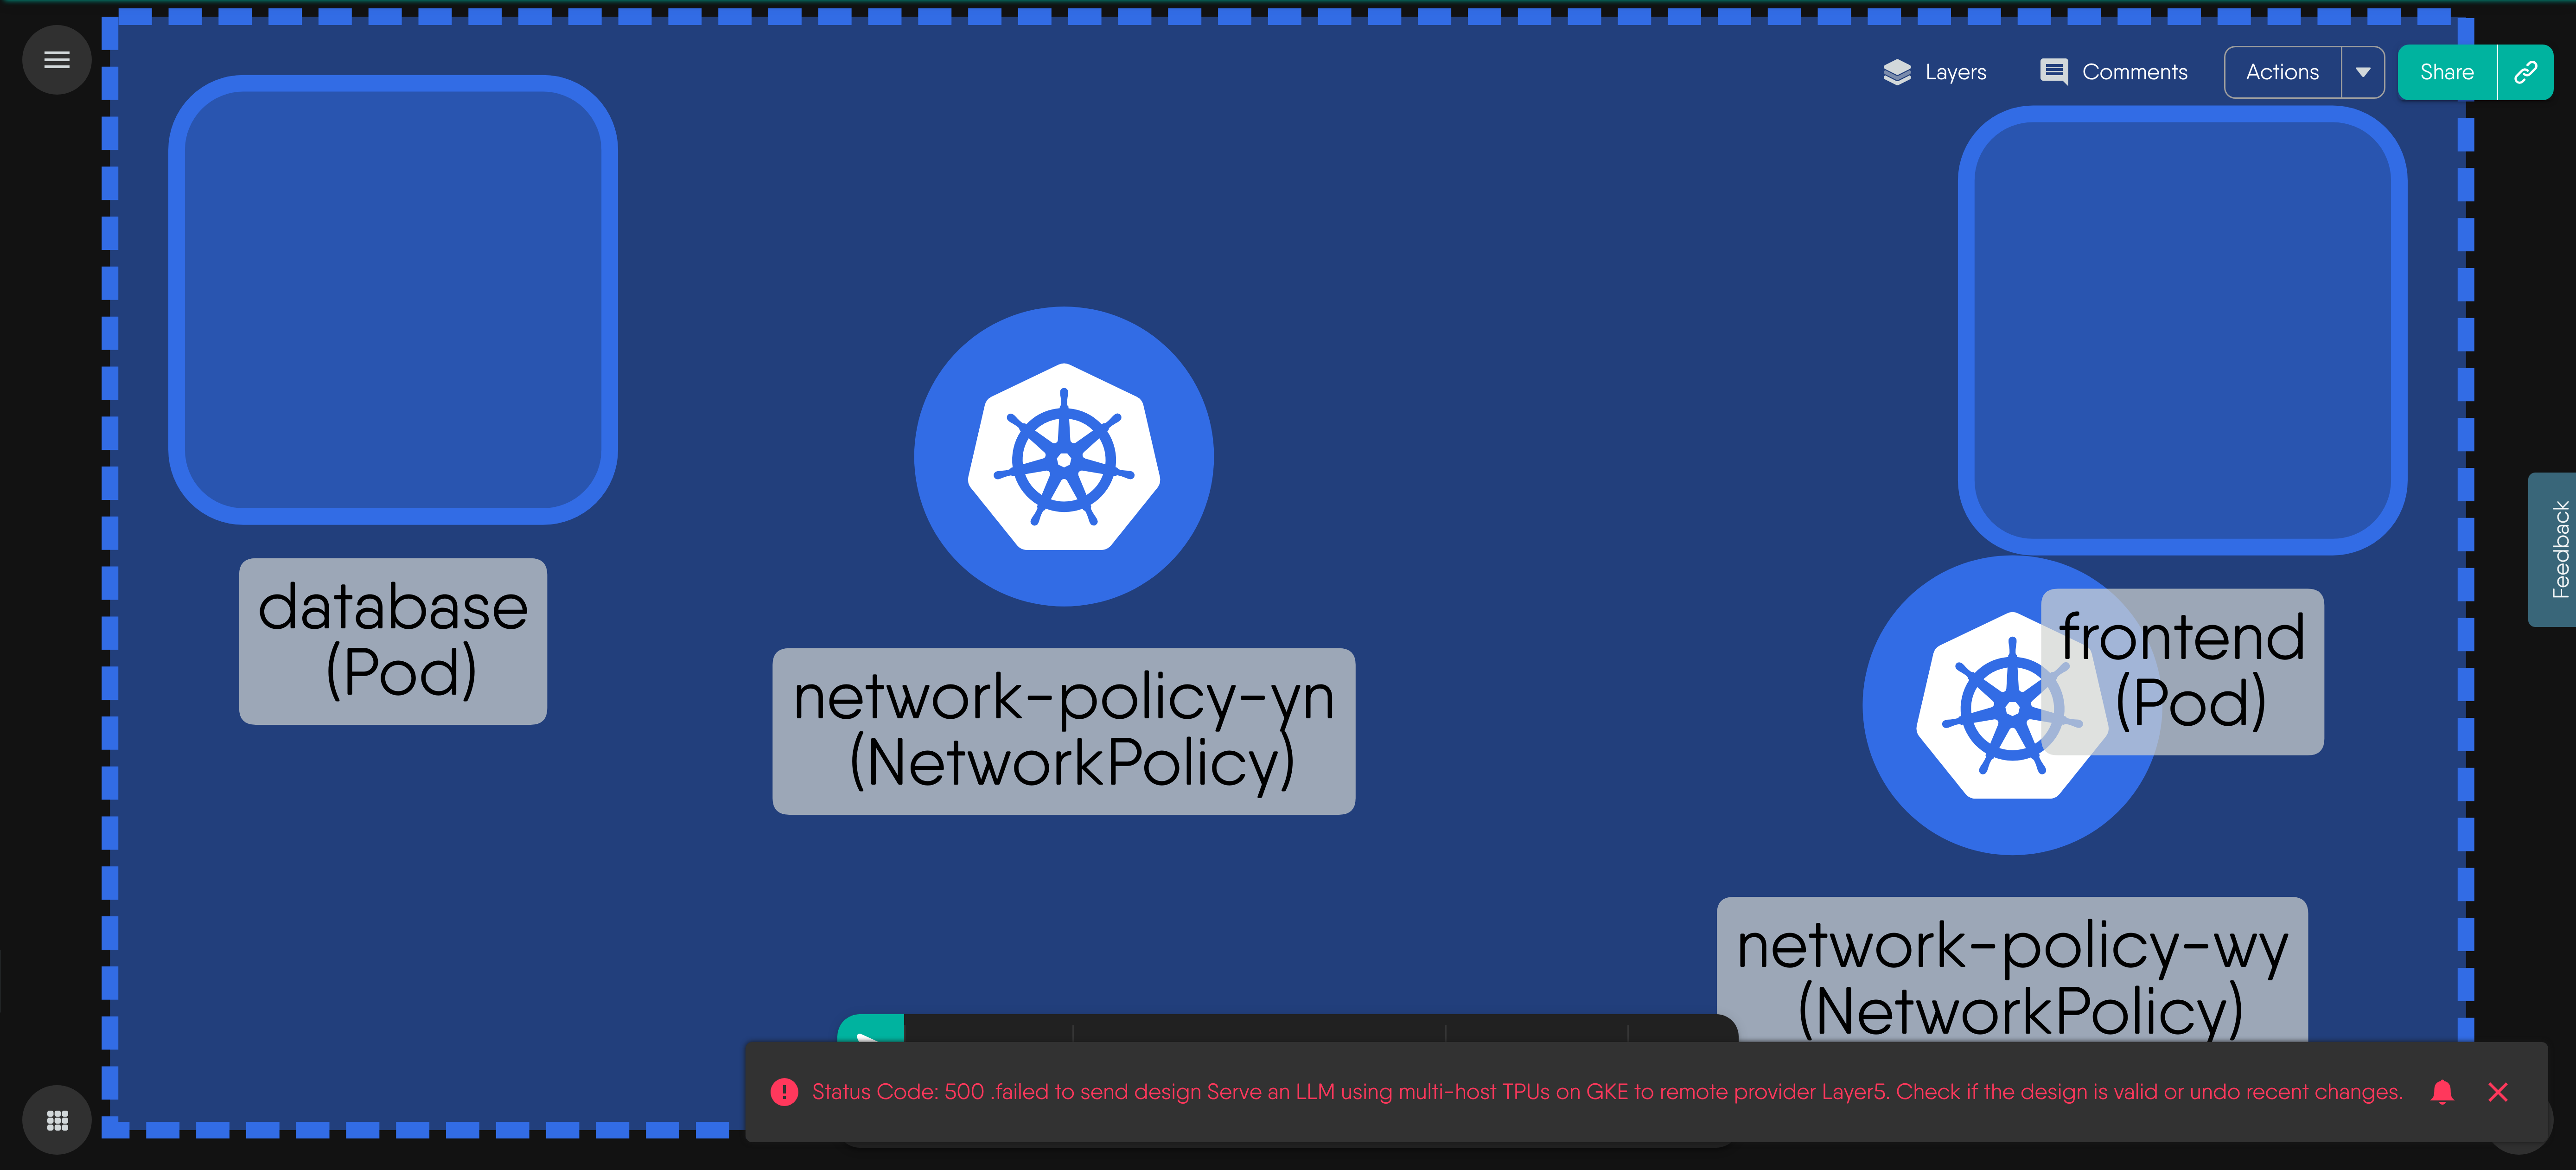 Layers
Comments
Actions
Share
database
(Pod)
network-policy-yn
(NetworkPolicy)
frontend
(Pod)
network-policy-wy
(NetworkPolicy)
Feedback
Status Code: 500 .failed to send design Serve an LLM using multi-host TPUs on GKE to remote provider Layer5. Check if the design is valid or undo recent changes.